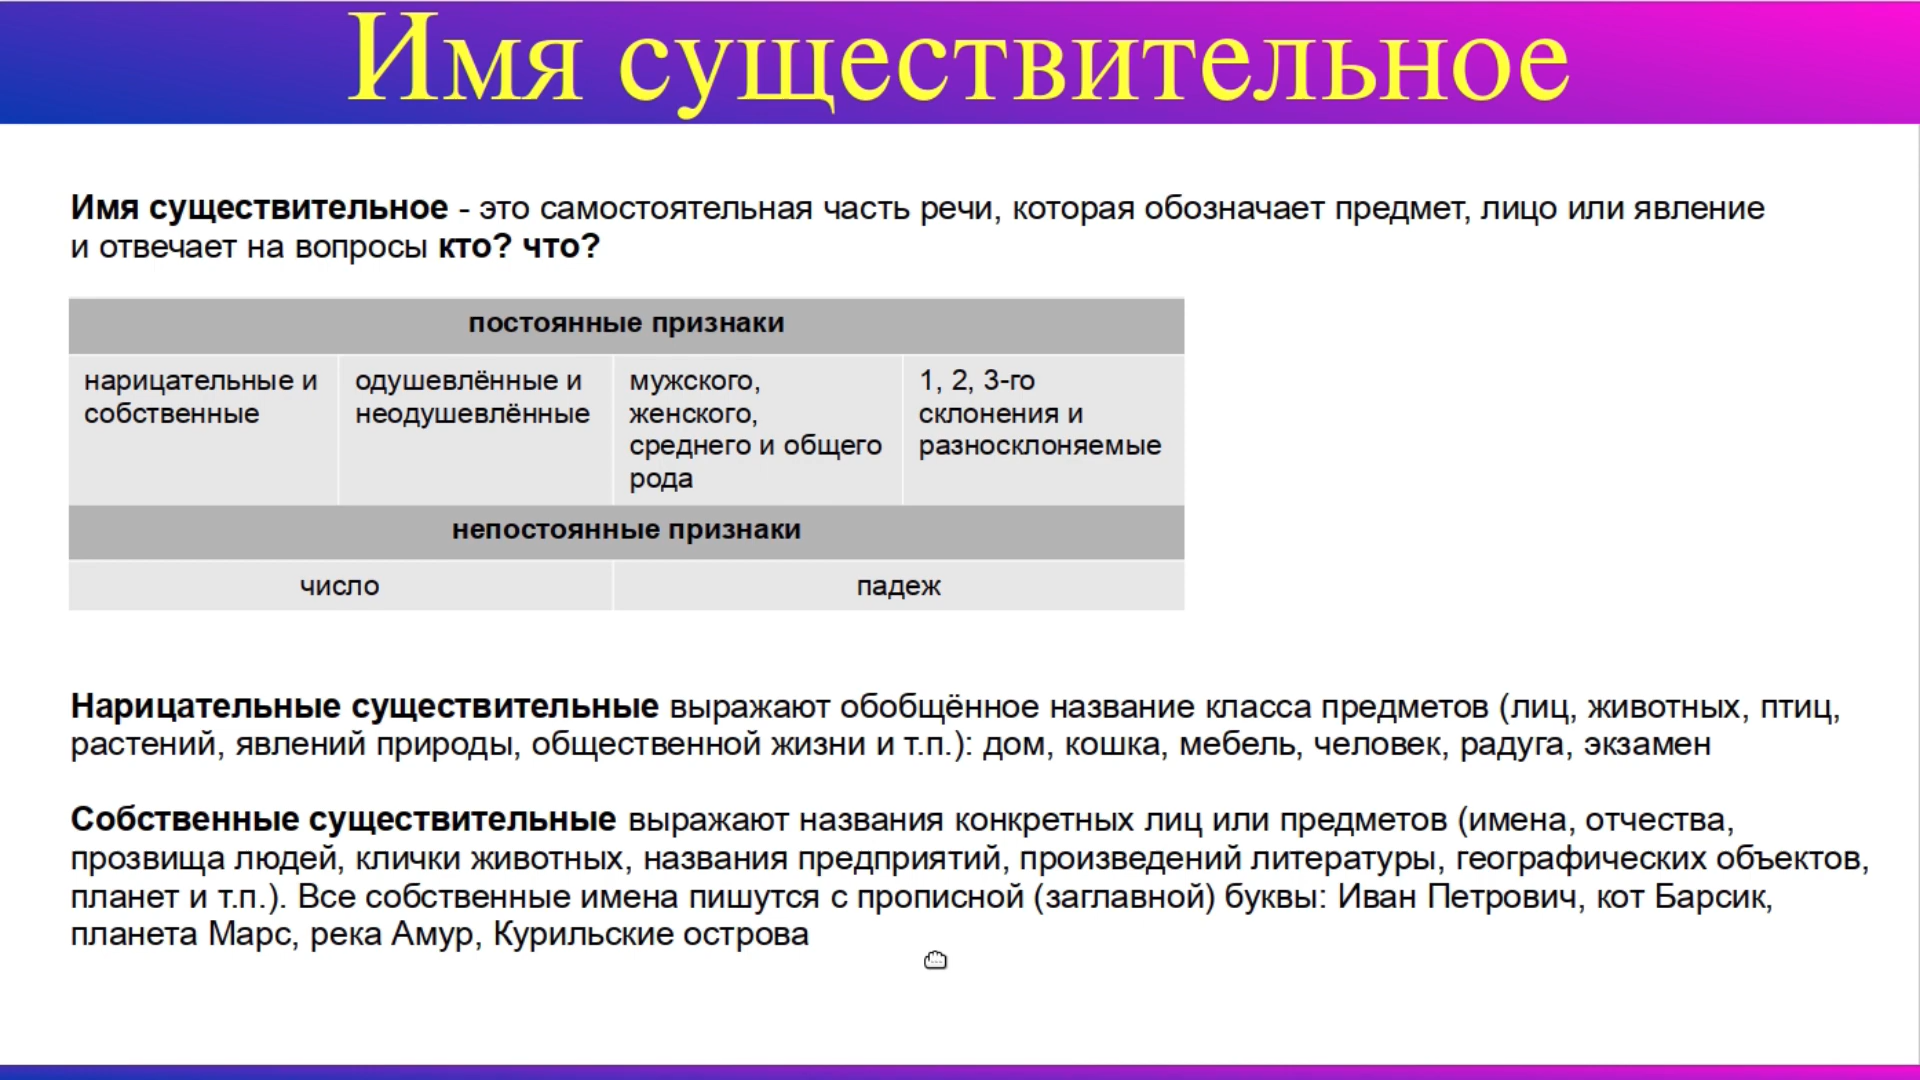 Имя существительное
Имя существительное - это самостоятельная часть речи, которая обозначает предмет, лицо или явление
и отвечает на вопросы кто? что?
постоянные признаки
нарицательные и
собственные
одушевлённые и
неодушевлённые
мужского,
женского,
среднего и общего
рода
1, 2, 3-го
склонения и
разносклоняемые
непостоянные признаки
число
падеж
Нарицательные существительные выражают обобщённое название класса предметов (лиц, животных, птиц,
растений, явлений природы, общественной жизни и т.п.): дом, кошка, мебель, человек, радуга, экзамен
Собственные существительные выражают названия конкретных лиц или предметов (имена, отчества,
прозвища людей, клички животных, названия предприятий, произведений литературы, географических объектов,
планет и т.п.). Все собственные имена пишутся с прописной (заглавной) буквы: Иван Петрович, кот Барсик,
планета Марс, река Амур, Курильские острова